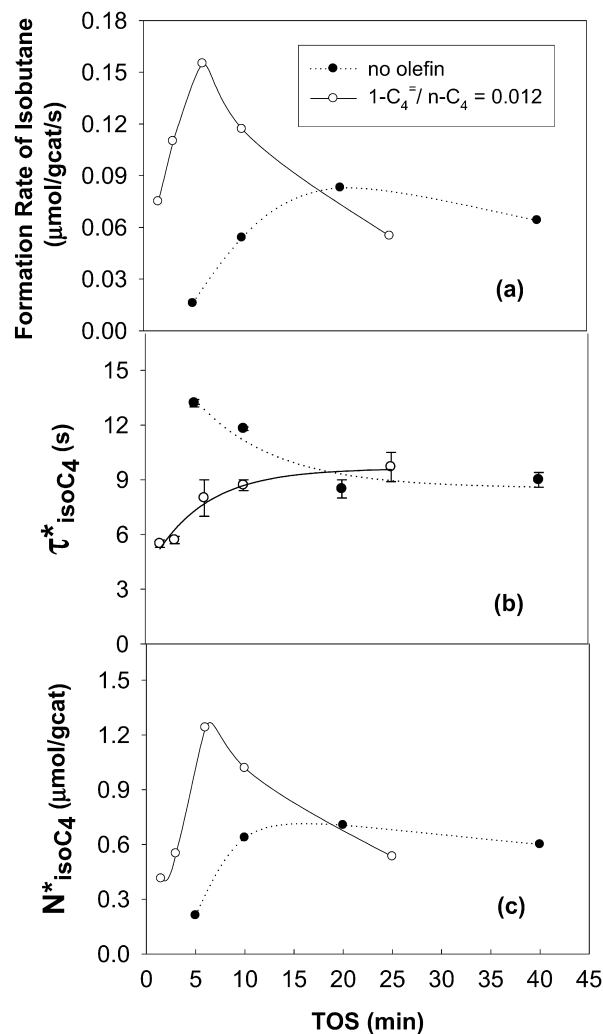 Formation Rate of Isobutane
(μmol/gcat/s)
0.18
0.15
0.12
0.09
0.06
0.03
0.00
no olefin
1-C4=/ n-C4 = 0.012
(a)
τ*isoC4 (s)
15
12
9
6
3
0
(b)
N*isoC4 (μmol/gcat)
1.5
1.2
0.9
0.6
0.3
0.0
(c)
0 5 10 15 20 25 30 35 40 45
TOS (min)